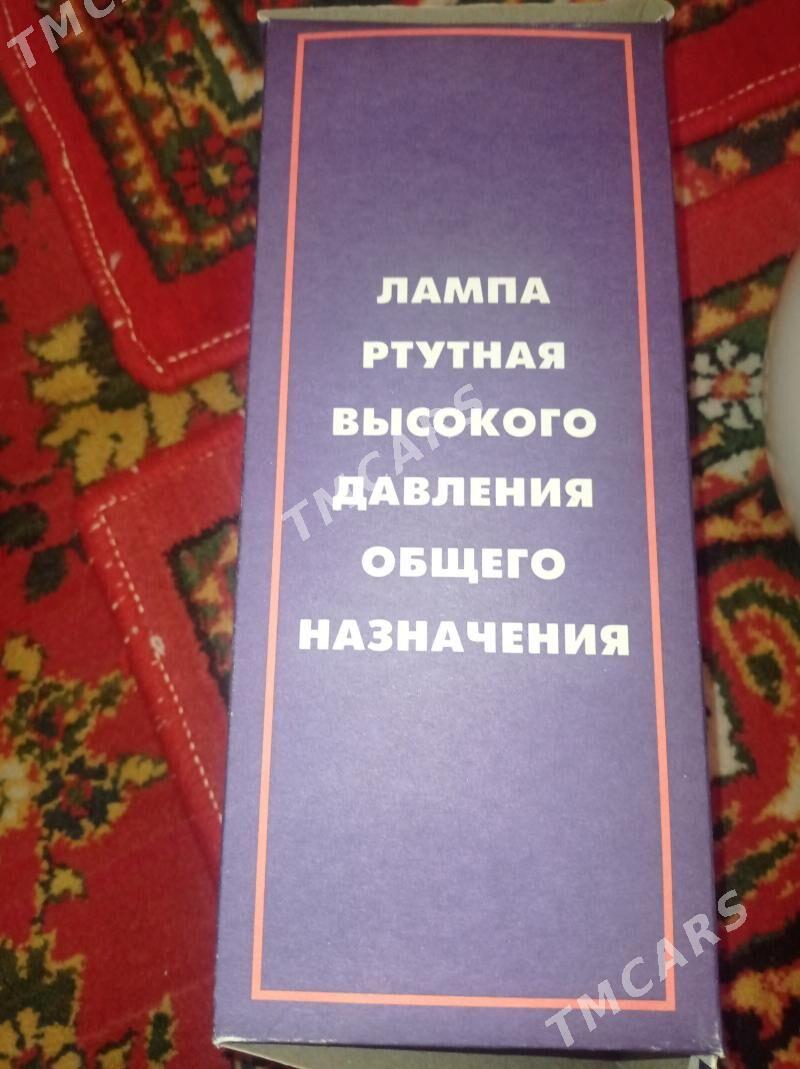 TMCARS
ЛАМПА
РТУТНАЯ
ВЫСОКОГО
ДАВЛЕНИЯ
ОБЩЕГО
НАЗНАЧЕНИЯ
TMCARS
TMCARS